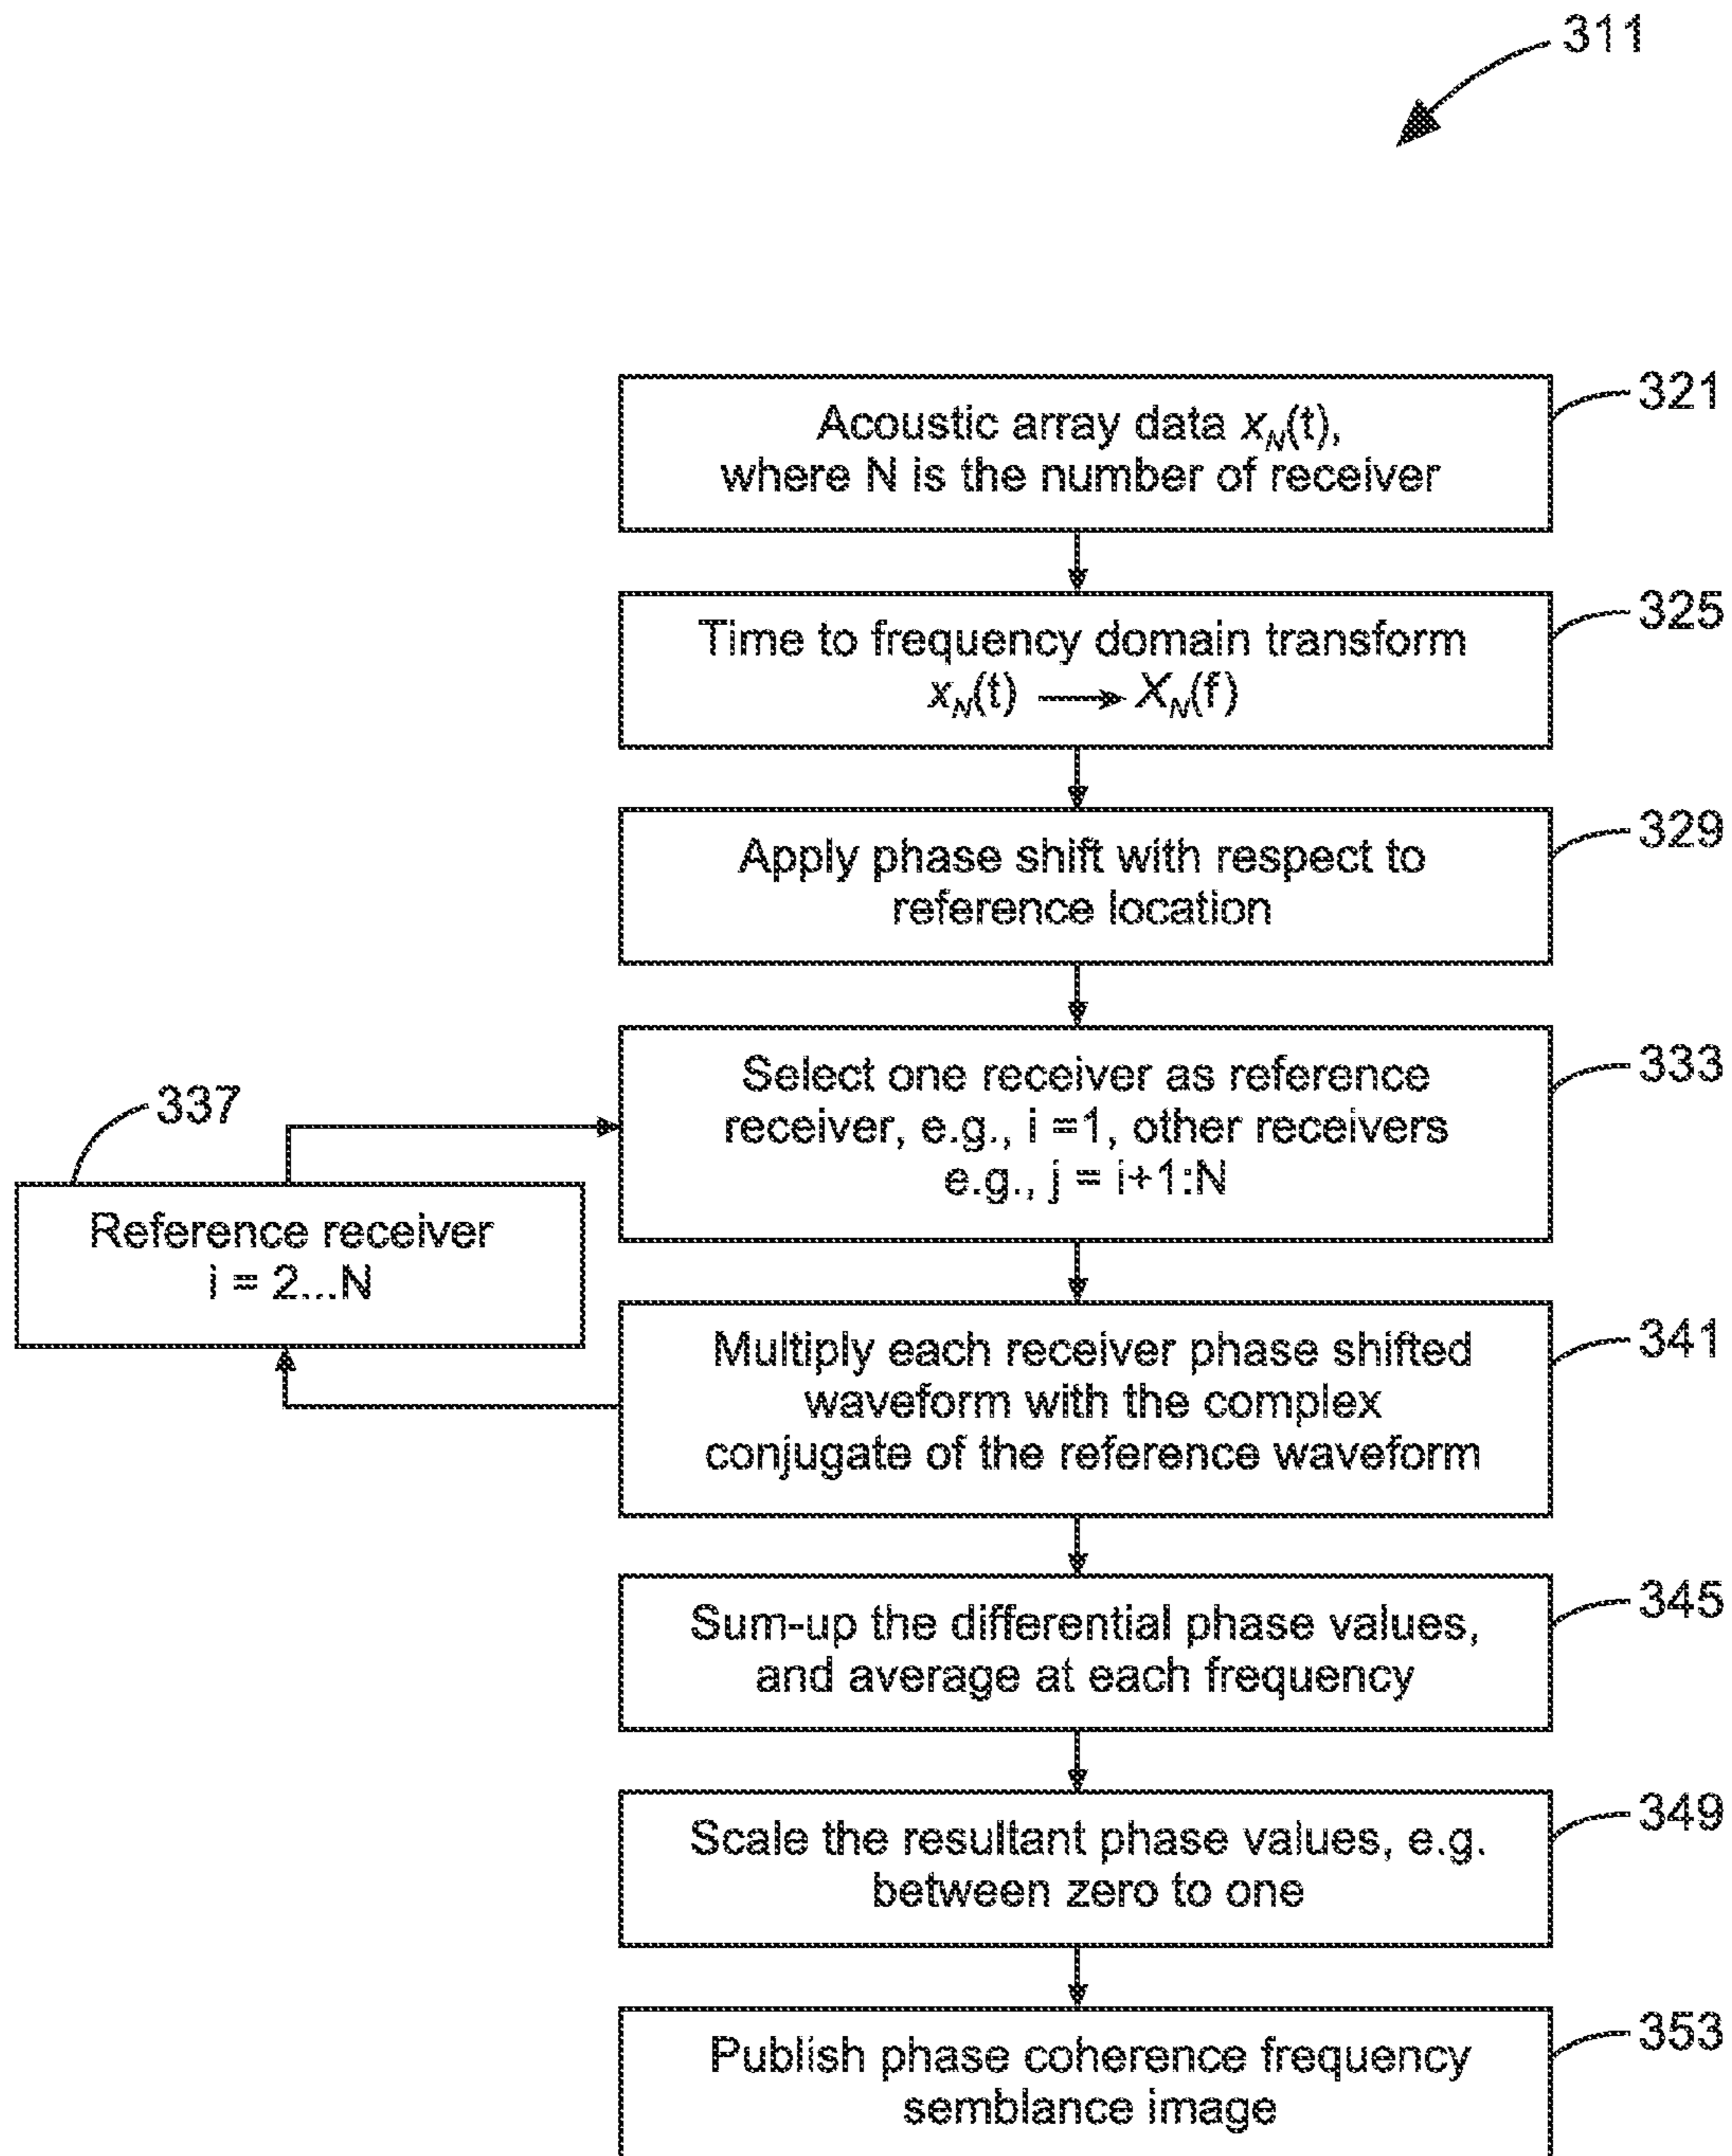 311
Acoustic array data x_N(t),
where N is the number of receiver
321
Time to frequency domain transform
x_N(t) → X_N(f)
325
Apply phase shift with respect to
reference location
329
Select one receiver as reference
receiver, e.g., i =1, other receivers
e.g., j = i+1:N
333
337
Reference receiver
i = 2...N
Multiply each receiver phase shifted
waveform with the complex
conjugate of the reference waveform
341
Sum-up the differential phase values,
and average at each frequency
345
Scale the resultant phase values, e.g.
between zero to one
349
Publish phase coherence frequency
semblance image
353